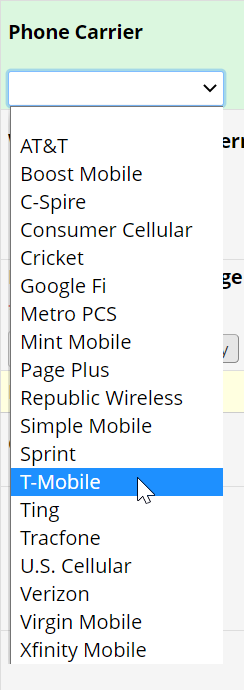 Phone Carrier
AT&T
Boost Mobile
C-Spire
Consumer Cellular
Cricket
Google Fi
Metro PCS
Mint Mobile
Page Plus
Republic Wireless
Simple Mobile
Sprint
T-Mobile
Ting
Tracfone
U.S. Cellular
Verizon
Virgin Mobile
Xfinity Mobile